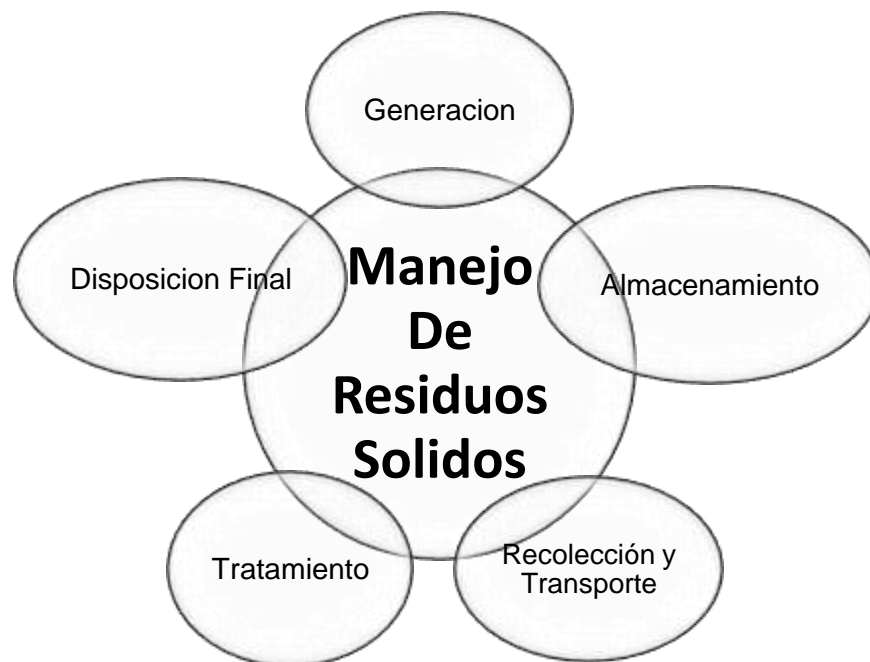 Generacion
Disposicion Final
Manejo
De
Residuos
Solidos
Almacenamiento
Tratamiento
Recolección y
Transporte